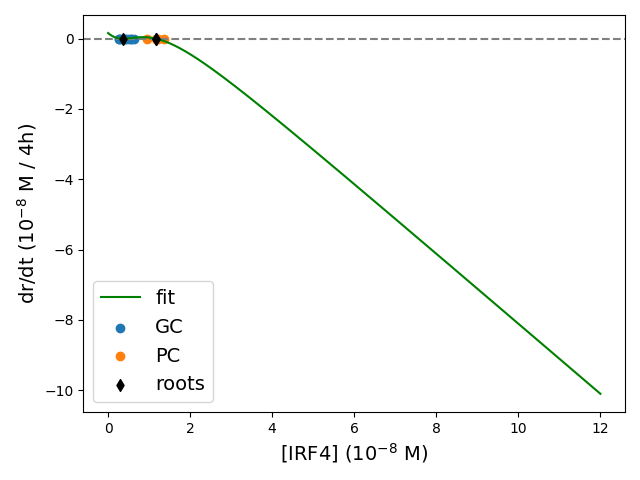 0
−2
−4
−6
−8
−10
dr/dt (10⁻⁸ M / 4h)
fit
GC
PC
roots
0 2 4 6 8 10 12
[IRF4] (10⁻⁸ M)